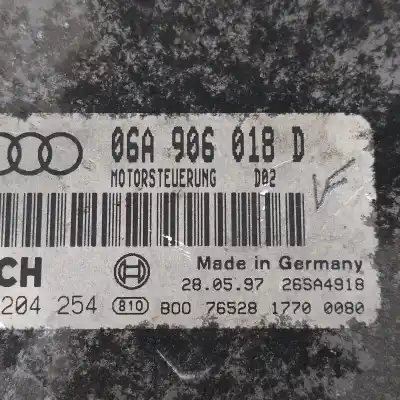 06A 906 018 D
MOTORSTEUERUNG D02
CH
Made in Germany
28.05.97 26SA4918
204 254 810 B00 76528 1770 0080